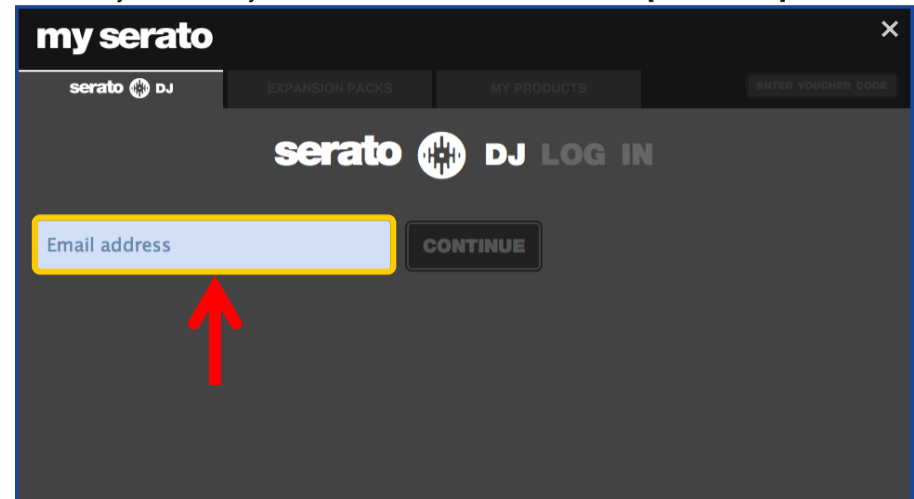 my serato
×
serato DJ
EXPANSION PACKS
MY PRODUCTS
ENTER VOUCHER CODE
serato DJ LOG IN
Email address
CONTINUE